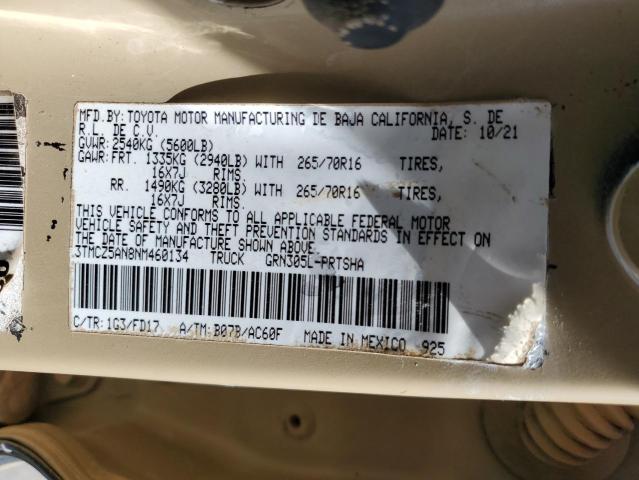 MFD.BY:TOYOTA MOTOR MANUFACTURING DE BAJA CALIFORNIA, S. DE
R.L. DE C.V. DATE: 10/21
GVWR:2540KG (5600LB)
GAWR:FRT. 1335KG (2940LB) WITH 265/70R16 TIRES,
16X7J RIMS
RR. 1490KG (3280LB) WITH 265/70R16 TIRES,
16X7J RIMS.
THIS VEHICLE CONFORMS TO ALL APPLICABLE FEDERAL MOTOR
VEHICLE SAFETY AND THEFT PREVENTION STANDARDS IN EFFECT ON
THE DATE OF MANUFACTURE SHOWN ABOVE.
3TMCZ5AN8NM460134 TRUCK GRN305L-PRTSHA
C/TR:1G3/FD17 A/TM:B07B/AC60F MADE IN MEXICO 925